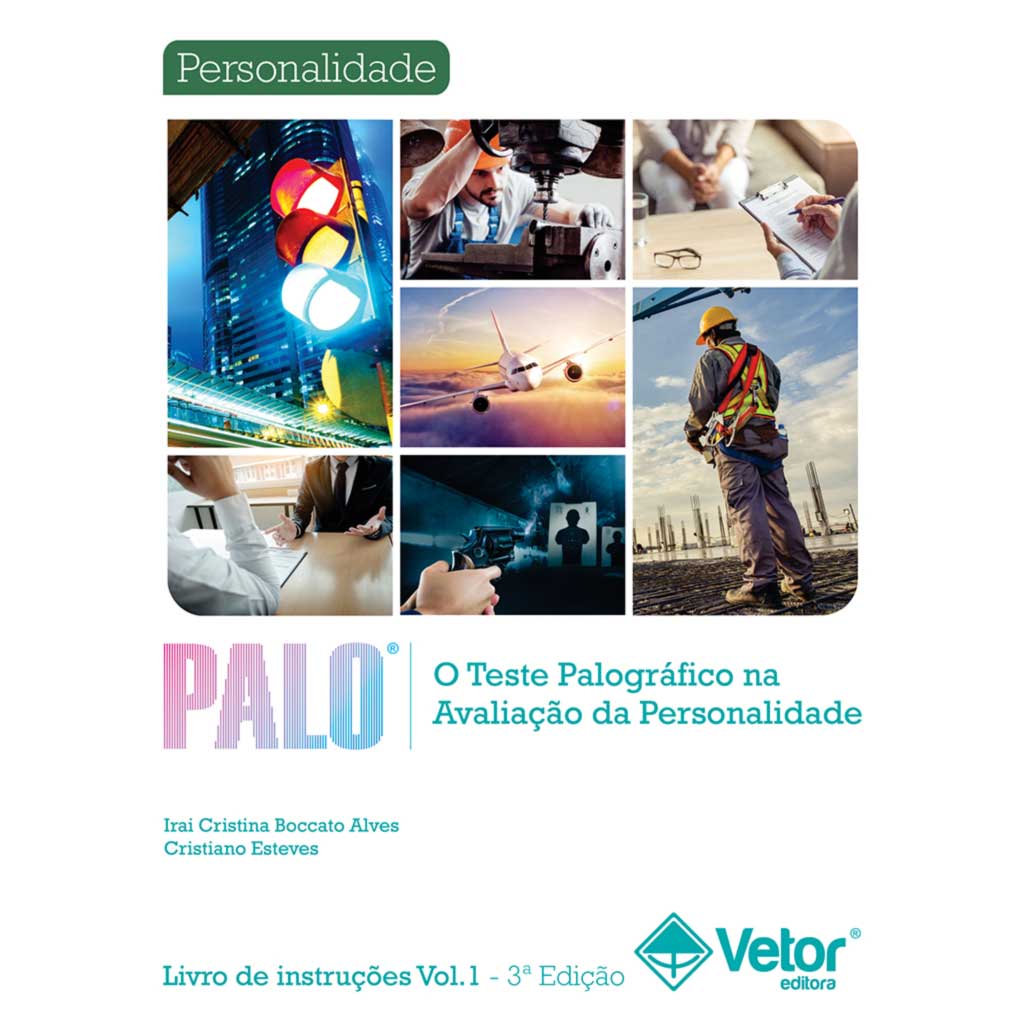 Personalidade
PALO®
O Teste Palográfico na
Avaliação da Personalidade
Irai Cristina Boccato Alves
Cristiano Esteves
Livro de instruções Vol.1 - 3ª Edição
Vetor®
editora